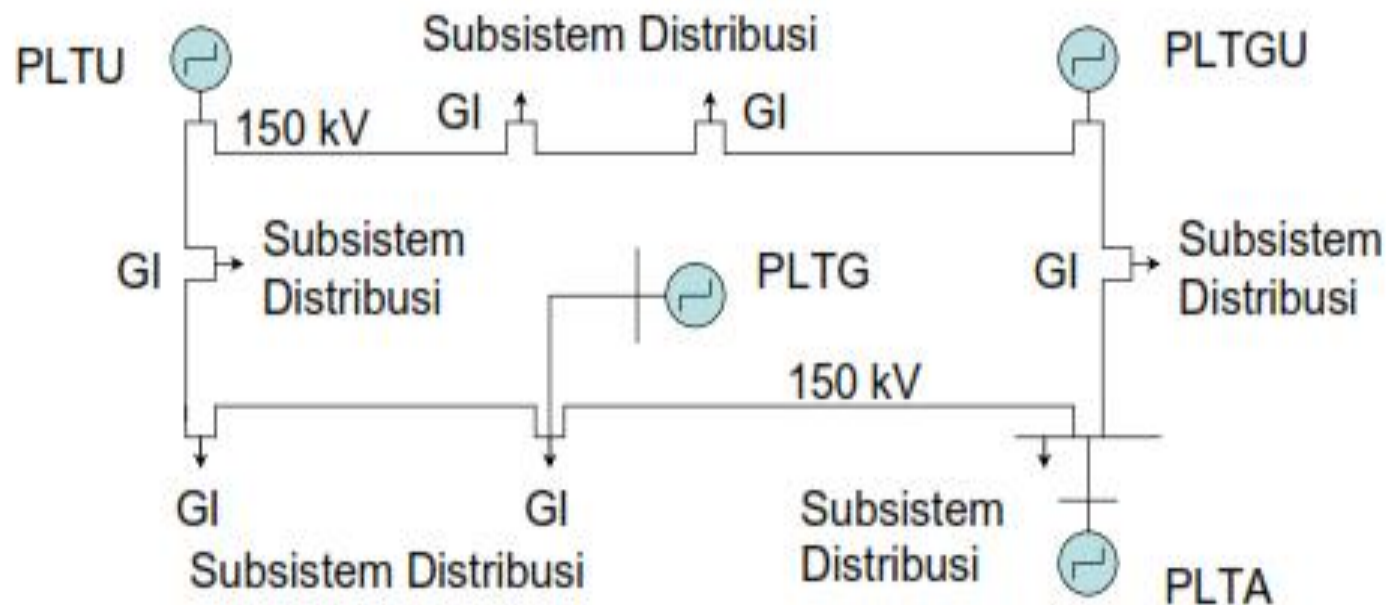 Subsistem Distribusi
PLTU
PLTGU
150 kV
GI
GI
GI
Subsistem
Distribusi
PLTG
GI
Subsistem
Distribusi
150 kV
GI
GI
Subsistem Distribusi
Subsistem
Distribusi
PLTA